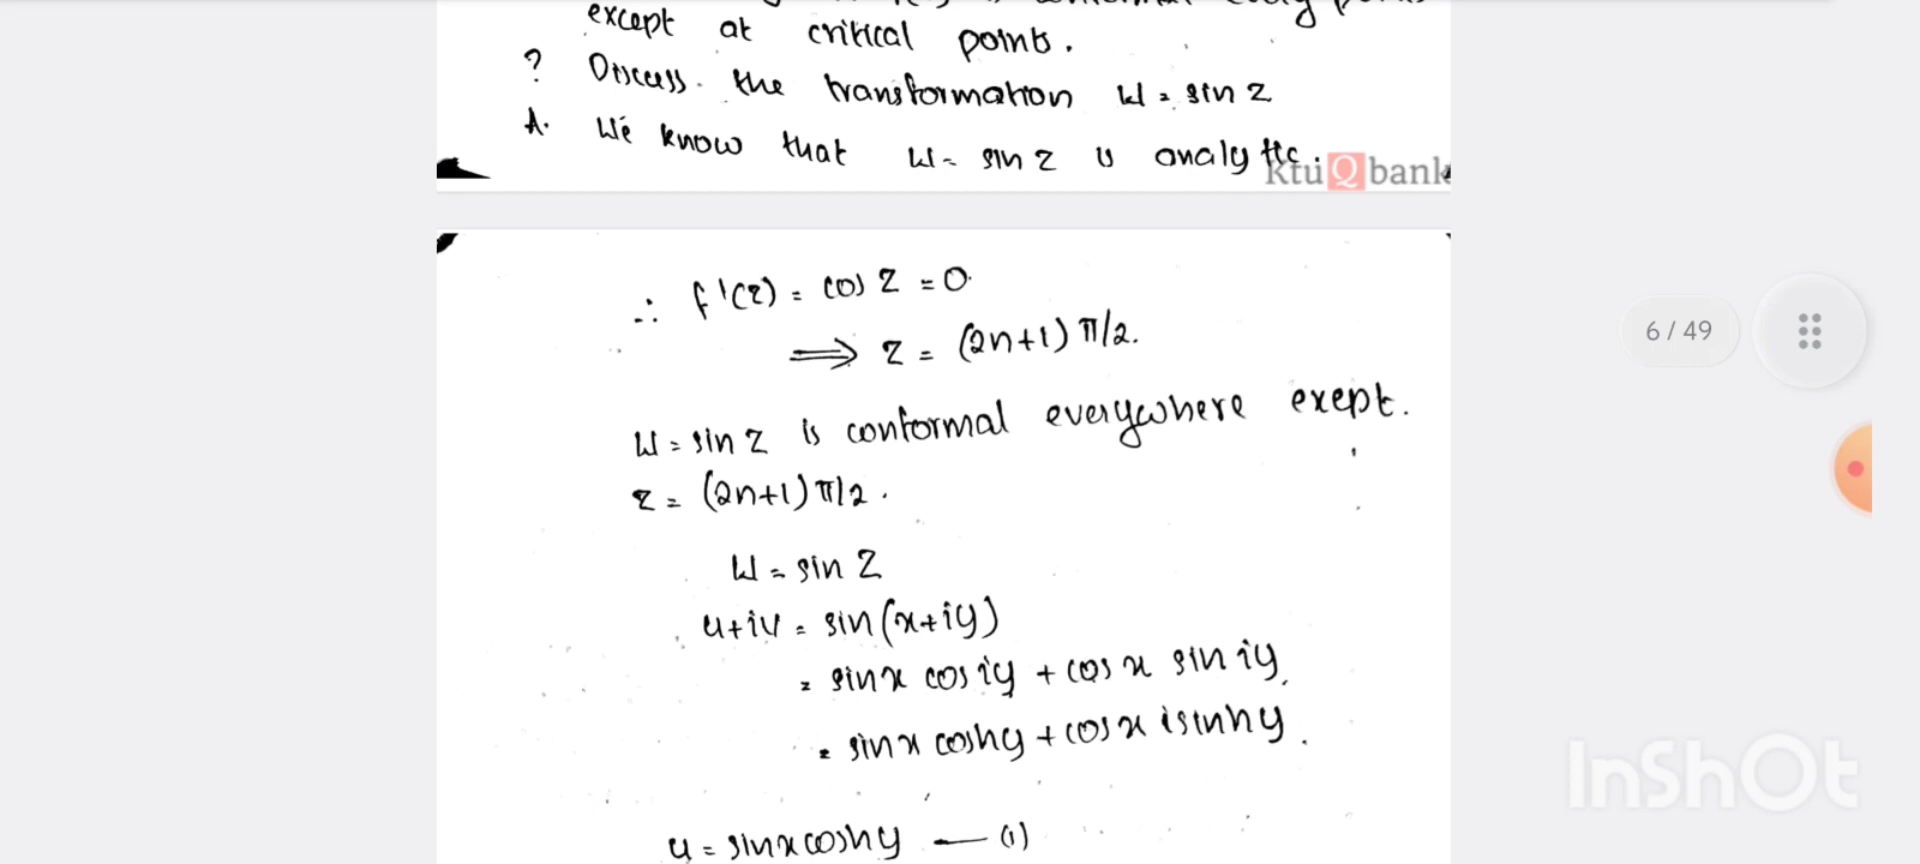 except at critical points.
? Discuss. the transformation W = sin z
A. We know that W = sin z is analytic.
Ktu Q bank
∴ f'(z) = cos z = 0.
⟹ z = (2n+1) π/2.
W = sin z is conformal everywhere exept.
z = (2n+1) π/2.
W = sin z
u+iv = sin(x+iy)
= sinx cos iy + cos x sin iy.
= sinx coshy + cos x isinhy.
u = sinx coshy — (1)
6 / 49
InShOt